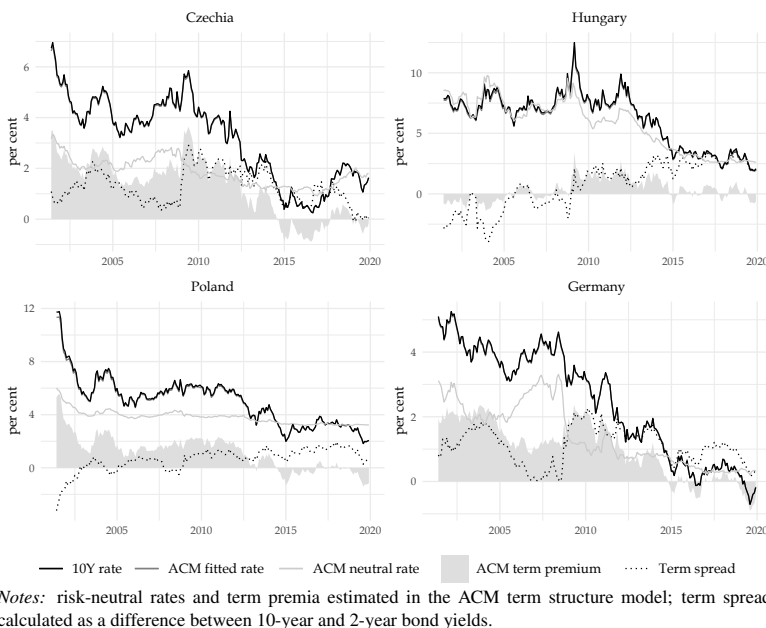 Czechia
Hungary
per cent
6
4
2
0
2005
2010
2015
2020
per cent
10
5
0
2005
2010
2015
2020
Poland
Germany
per cent
12
8
4
0
2005
2010
2015
2020
per cent
4
2
0
2005
2010
2015
2020
10Y rate ACM fitted rate ACM neutral rate ACM term premium Term spread
Notes: risk-neutral rates and term premia estimated in the ACM term structure model; term spread
calculated as a difference between 10-year and 2-year bond yields.